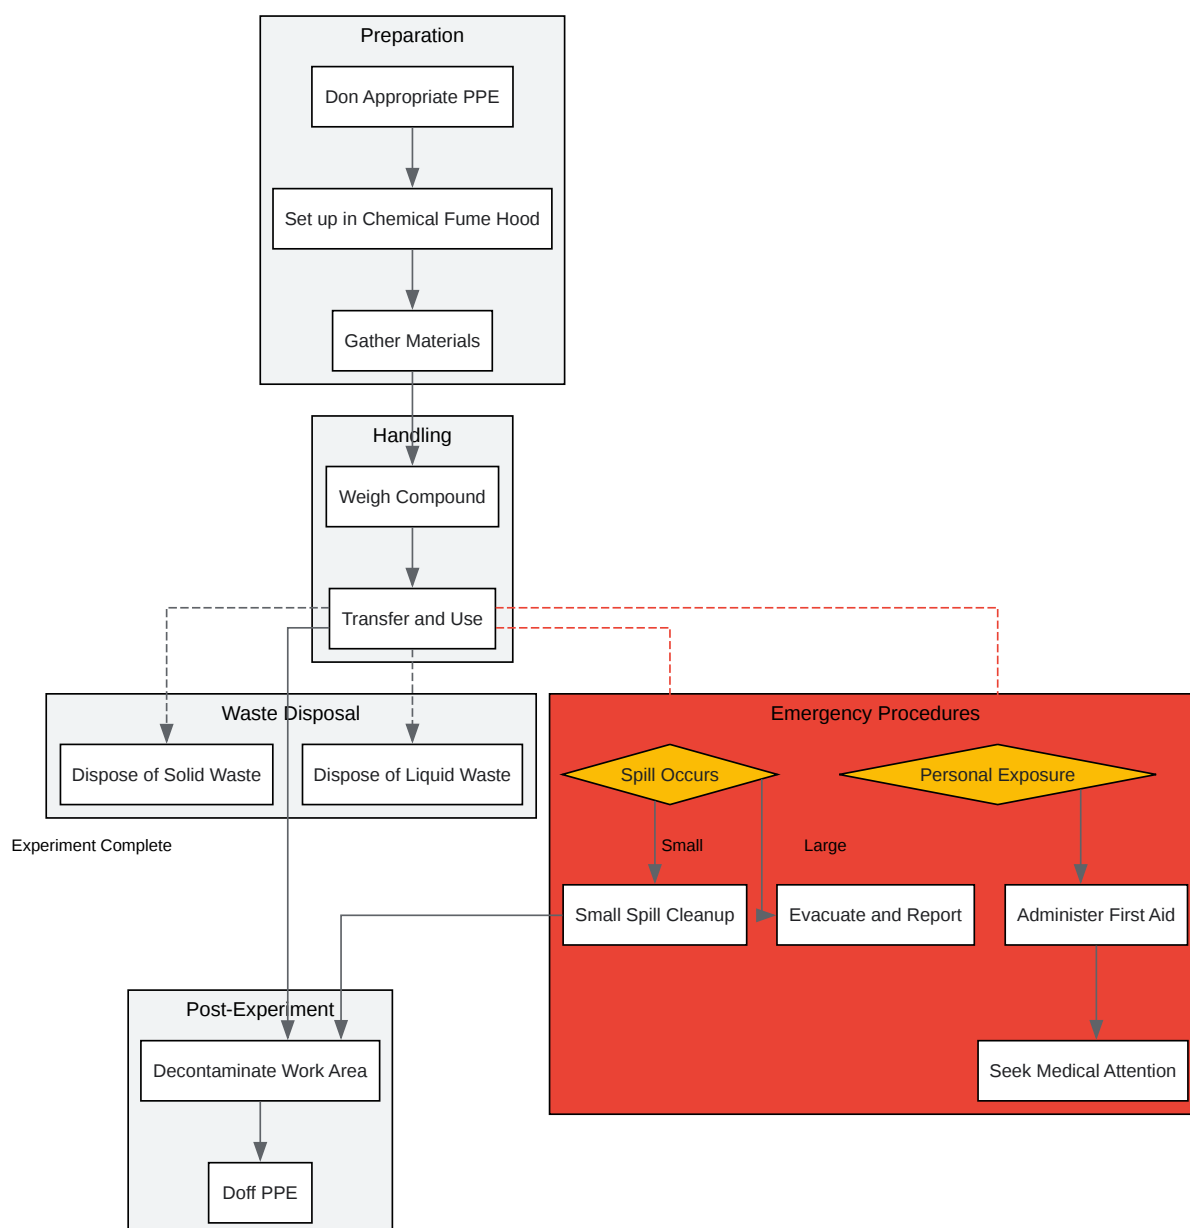 Preparation
Don Appropriate PPE
Set up in Chemical Fume Hood
Gather Materials
Handling
Weigh Compound
Transfer and Use
Waste Disposal
Dispose of Solid Waste
Dispose of Liquid Waste
Experiment Complete
Emergency Procedures
Spill Occurs
Personal Exposure
Small
Large
Small Spill Cleanup
Evacuate and Report
Administer First Aid
Seek Medical Attention
Post-Experiment
Decontaminate Work Area
Doff PPE